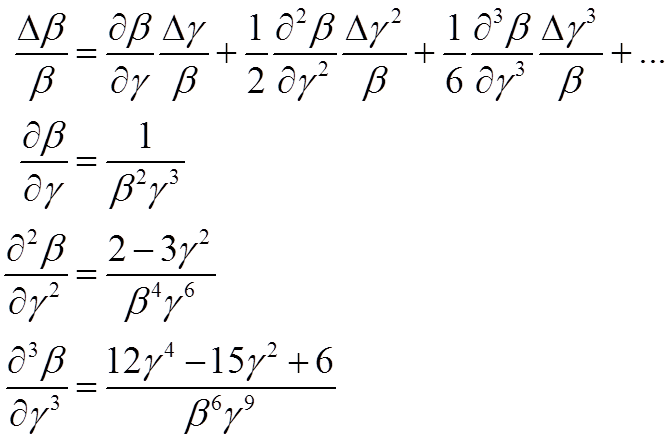 Δβ/β = ∂β/∂γ Δγ/β + 1/2 ∂²β/∂γ² Δγ²/β + 1/6 ∂³β/∂γ³ Δγ³/β + ...
∂β/∂γ = 1/β²γ³
∂²β/∂γ² = 2 − 3γ²/β⁴γ⁶
∂³β/∂γ³ = 12γ⁴ − 15γ² + 6/β⁶γ⁹